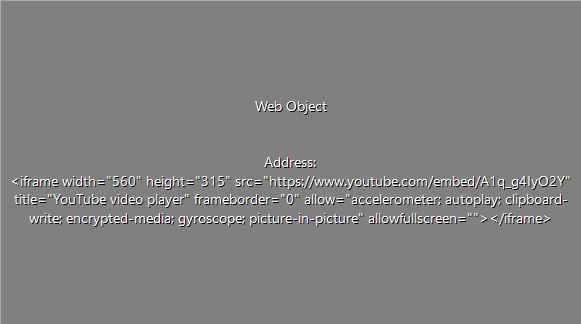 Web Object
Address:
<iframe width="560" height="315" src="https://www.youtube.com/embed/A1q_g4IyO2Y"
title="YouTube video player" frameborder="0" allow="accelerometer; autoplay; clipboard-
write; encrypted-media; gyroscope; picture-in-picture" allowfullscreen=""></iframe>